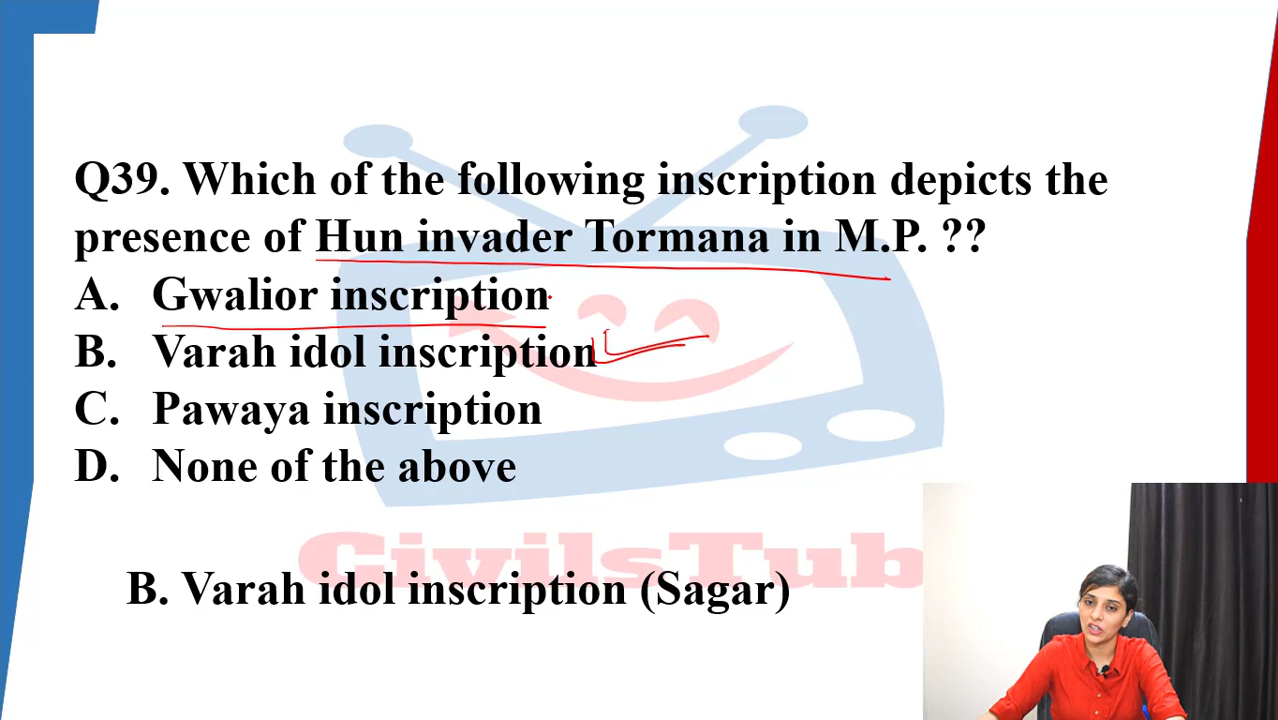 Q39. Which of the following inscription depicts the
presence of Hun invader Tormana in M.P. ??
A. Gwalior inscription
B. Varah idol inscription
C. Pawaya inscription
D. None of the above
CivilsTub
B. Varah idol inscription (Sagar)